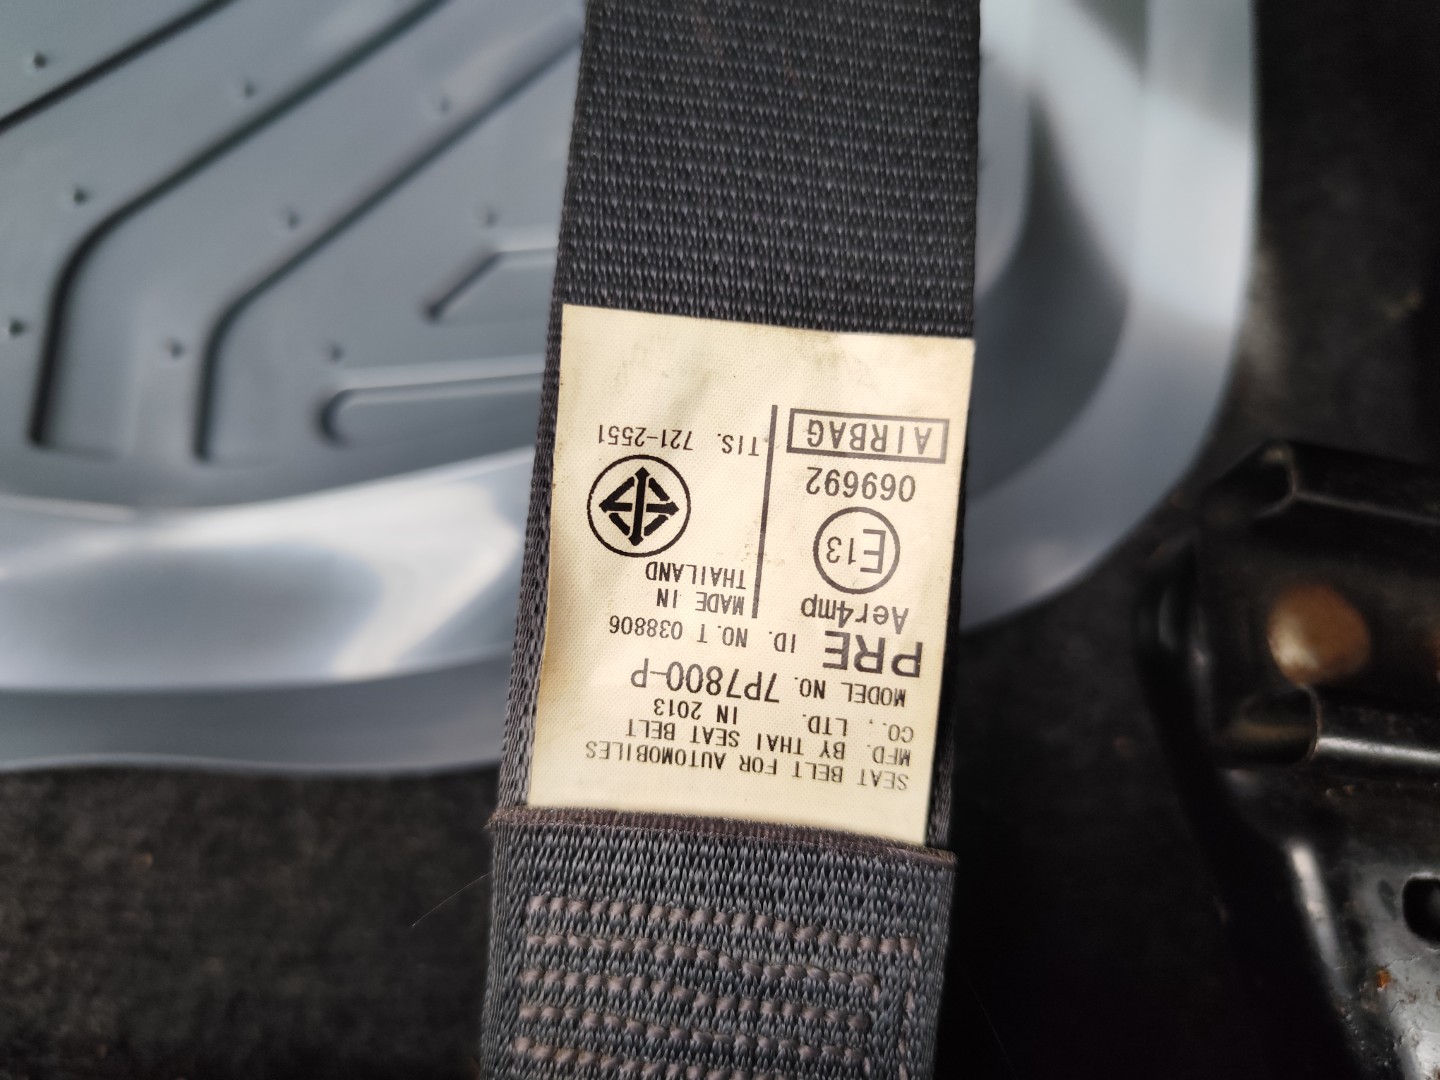 SEAT BELT FOR AUTOMOBILES
MFD. BY THAI SEAT BELT
CO., LTD. IN 2013
MODEL NO. 7P7800-P
PRE ID. NO. T 038806
Aer4mp
E13
069692
AIRBAG
MADE IN
THAILAND
TIS. 721-2551